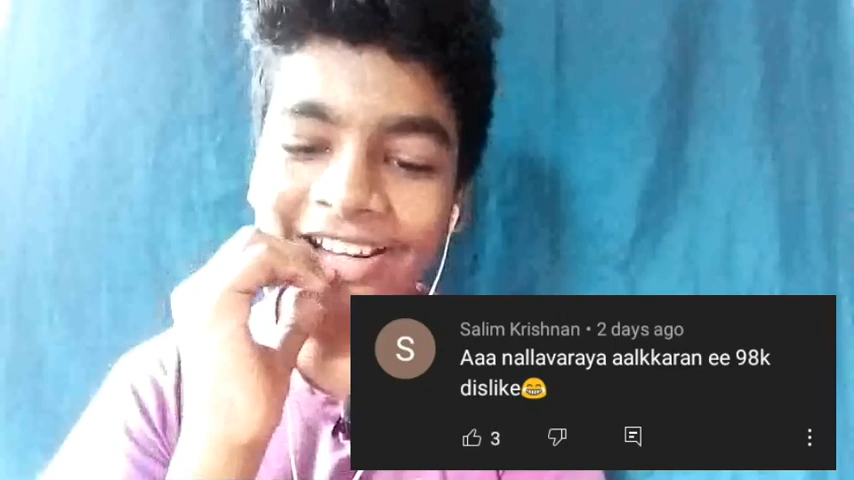 S
Salim Krishnan • 2 days ago
Aaa nallavaraya aalkkaran ee 98k
dislike😂
3